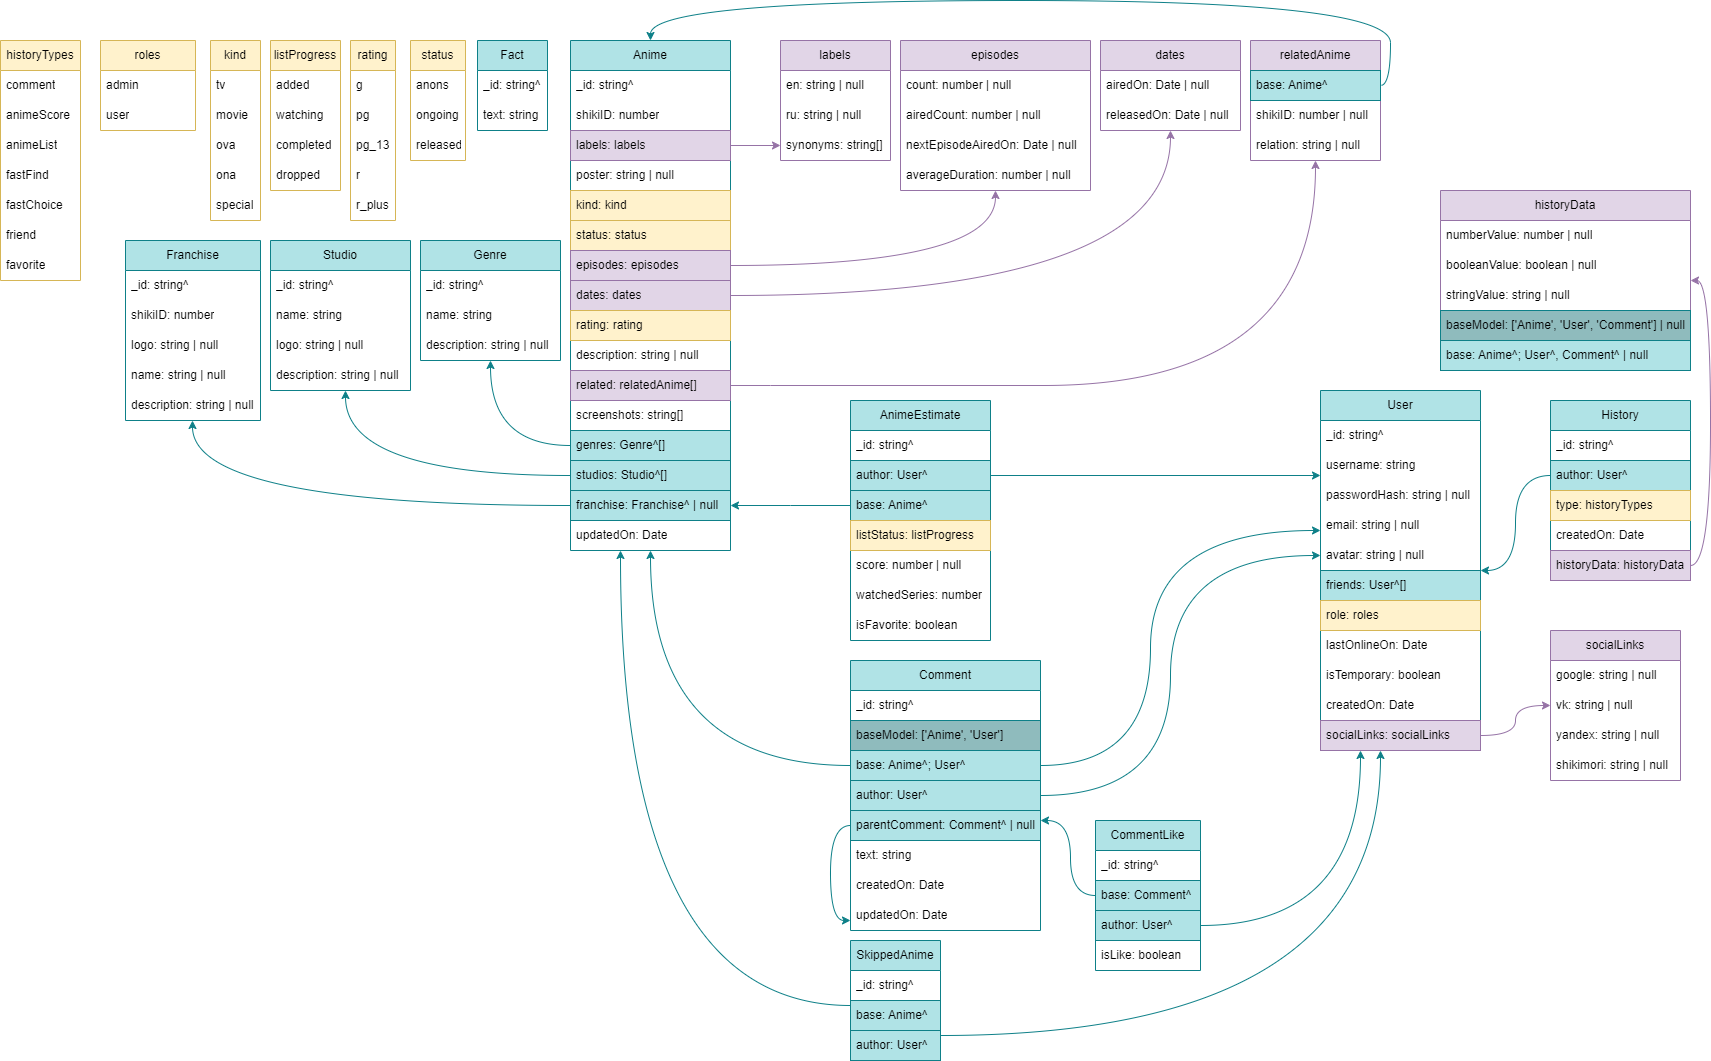 historyTypes
comment
animeScore
animeList
fastFind
fastChoice
friend
favorite
roles
admin
user
kind
tv
movie
ova
ona
special
listProgress
added
watching
completed
dropped
rating
g
pg
pg_13
r
r_plus
status
anons
ongoing
released
Fact
_id: string^
text: string
Anime
_id: string^
shikiID: number
labels: labels
poster: string | null
kind: kind
status: status
episodes: episodes
dates: dates
rating: rating
description: string | null
related: relatedAnime[]
screenshots: string[]
genres: Genre^[]
studios: Studio^[]
franchise: Franchise^ | null
updatedOn: Date
labels
en: string | null
ru: string | null
synonyms: string[]
episodes
count: number | null
airedCount: number | null
nextEpisodeAiredOn: Date | null
averageDuration: number | null
dates
airedOn: Date | null
releasedOn: Date | null
relatedAnime
base: Anime^
shikiID: number | null
relation: string | null
historyData
numberValue: number | null
booleanValue: boolean | null
stringValue: string | null
baseModel: ['Anime', 'User', 'Comment'] | null
base: Anime^; User^, Comment^ | null
Franchise
_id: string^
shikiID: number
logo: string | null
name: string | null
description: string | null
Studio
_id: string^
name: string
logo: string | null
description: string | null
Genre
_id: string^
name: string
description: string | null
AnimeEstimate
_id: string^
author: User^
base: Anime^
listStatus: listProgress
score: number | null
watchedSeries: number
isFavorite: boolean
User
_id: string^
username: string
passwordHash: string | null
email: string | null
avatar: string | null
friends: User^[]
role: roles
lastOnlineOn: Date
isTemporary: boolean
createdOn: Date
socialLinks: socialLinks
History
_id: string^
author: User^
type: historyTypes
createdOn: Date
historyData: historyData
socialLinks
google: string | null
vk: string | null
yandex: string | null
shikimori: string | null
Comment
_id: string^
baseModel: ['Anime', 'User']
base: Anime^; User^
author: User^
parentComment: Comment^ | null
text: string
createdOn: Date
updatedOn: Date
CommentLike
_id: string^
base: Comment^
author: User^
isLike: boolean
SkippedAnime
_id: string^
base: Anime^
author: User^